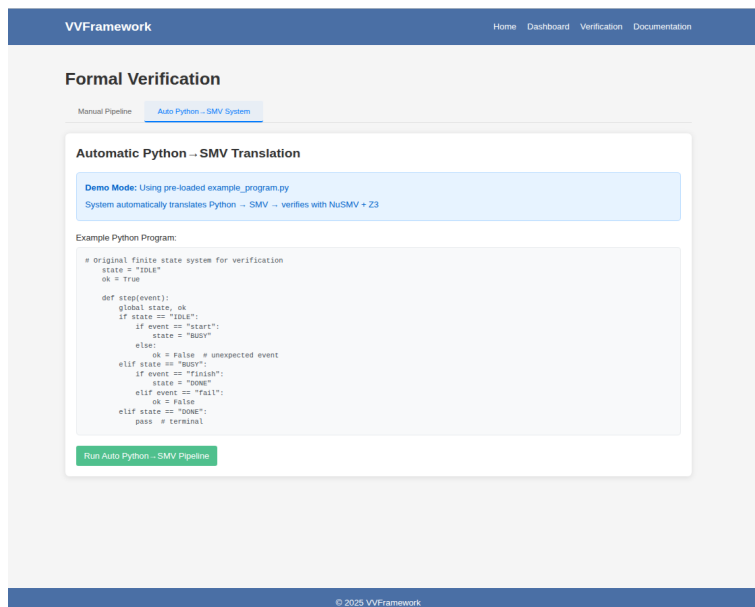 VVFramework
Home Dashboard Verification Documentation
Formal Verification
Manual Pipeline Auto Python→SMV System
Automatic Python→SMV Translation
Demo Mode: Using pre-loaded example_program.py
System automatically translates Python → SMV → verifies with NuSMV + Z3
Example Python Program:
# Original finite state system for verification
    state = "IDLE"
    ok = True
    def step(event):
        global state, ok
        if state == "IDLE":
            if event == "start":
                state = "BUSY"
            else:
                ok = False  # unexpected event
        elif state == "BUSY":
            if event == "finish":
                state = "DONE"
            elif event == "fail":
                ok = False
        elif state == "DONE":
            pass  # terminal
Run Auto Python→SMV Pipeline
© 2025 VVFramework